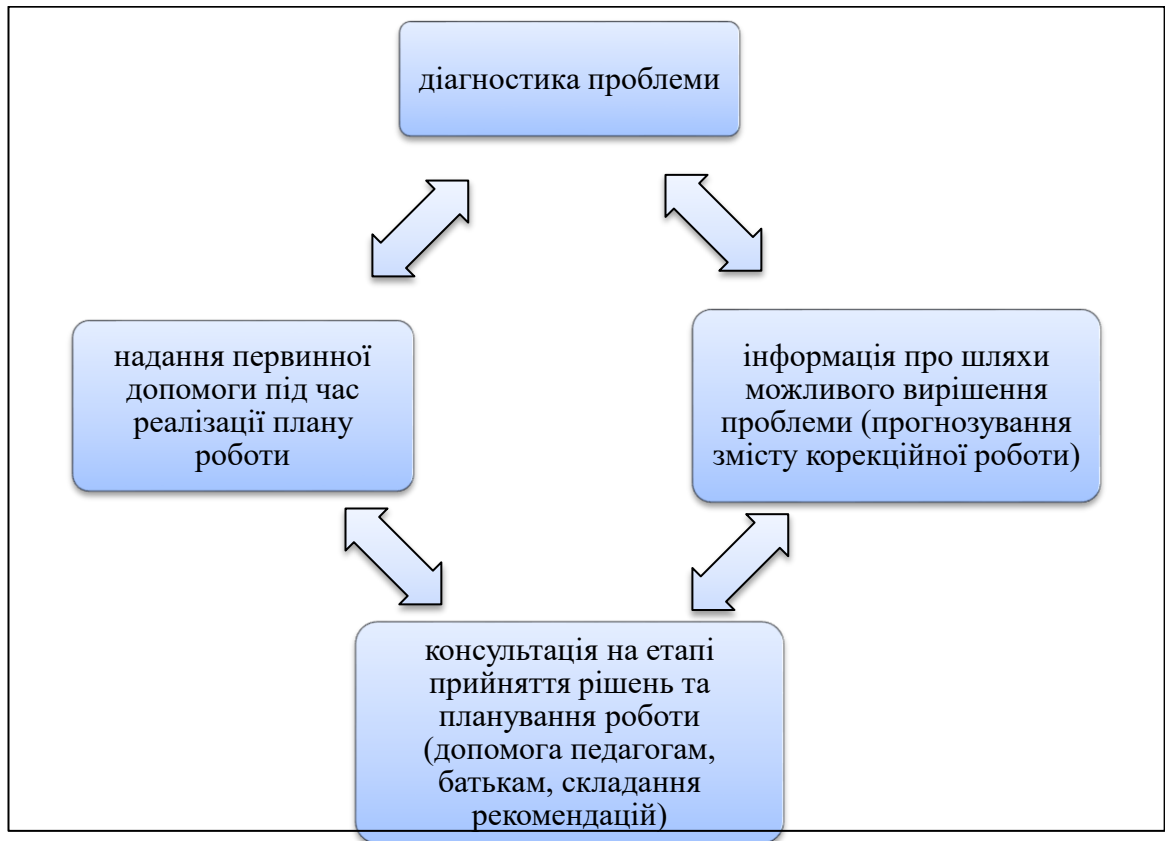 діагностика проблеми
надання первинної
допомоги під час
реалізації плану
роботи
інформація про шляхи
можливого вирішення
проблеми (прогнозування
змісту корекційної роботи)
консультація на етапі
прийняття рішень та
планування роботи
(допомога педагогам,
батькам, складання
рекомендацій)